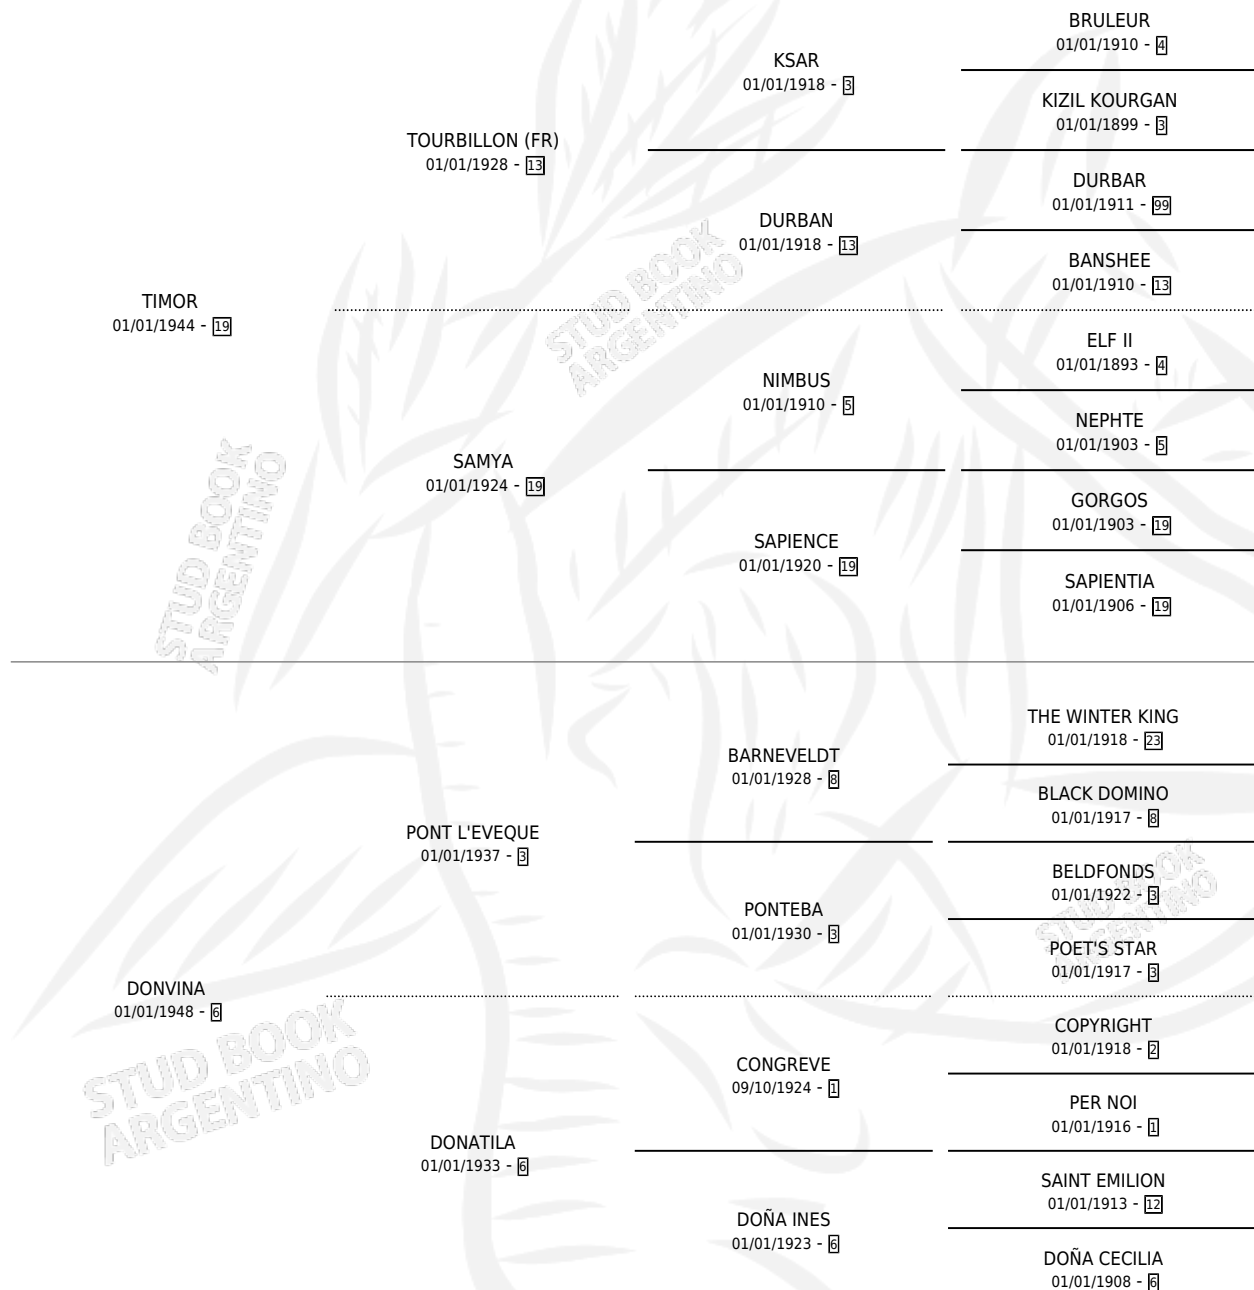 BRULEUR
01/01/1910 - 4
KSAR
01/01/1918 - 3
KIZIL KOURGAN
01/01/1899 - 3
TOURBILLON (FR)
01/01/1928 - 13
DURBAR
01/01/1911 - 99
DURBAN
01/01/1918 - 13
BANSHEE
01/01/1910 - 13
TIMOR
01/01/1944 - 19
ELF II
01/01/1893 - 4
NIMBUS
01/01/1910 - 5
NEPHTE
01/01/1903 - 5
SAMYA
01/01/1924 - 19
GORGOS
01/01/1903 - 19
SAPIENCE
01/01/1920 - 19
SAPIENTIA
01/01/1906 - 19
THE WINTER KING
01/01/1918 - 23
BARNEVELDT
01/01/1928 - 8
BLACK DOMINO
01/01/1917 - 8
PONT L'EVEQUE
01/01/1937 - 3
BELDFONDS
01/01/1922 - 3
PONTEBA
01/01/1930 - 3
POET'S STAR
01/01/1917 - 3
DONVINA
01/01/1948 - 6
COPYRIGHT
01/01/1918 - 2
CONGREVE
09/10/1924 - 1
PER NOI
01/01/1916 - 1
DONATILA
01/01/1933 - 6
SAINT EMILION
01/01/1913 - 12
DOÑA INES
01/01/1923 - 6
DOÑA CECILIA
01/01/1908 - 6
STUD BOOK
ARGENTINO
STUD BOOK
ARGENTINO
STUD BOOK
ARGENTINO
STUD BOOK
ARGENTINO